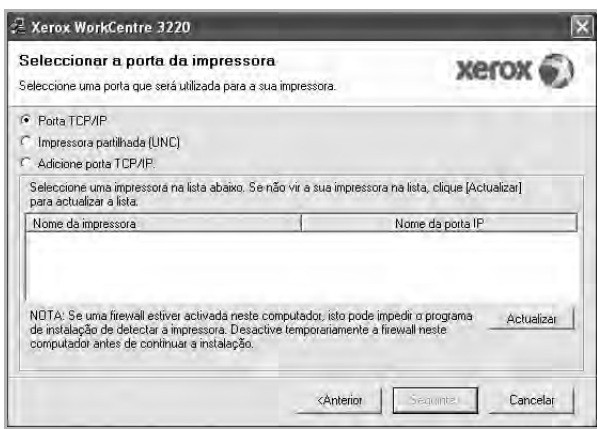 Xerox WorkCentre 3220
Seleccionar a porta da impressora
Seleccione uma porta que será utilizada para a sua impressora.
xerox
Porta TCP/IP
Impressora partilhada (UNC)
Adicione porta TCP/IP.
Seleccione uma impressora na lista abaixo. Se não vir a sua impressora na lista, clique [Actualizar]
para actualizar a lista.
Nome da impressora
Nome da porta IP
NOTA: Se uma firewall estiver activada neste computador, isto pode impedir o programa
de instalação de detectar a impressora. Desactive temporariamente a firewall neste
computador antes de continuar a instalação.
Actualizar
<Anterior
Seguinte>
Cancelar